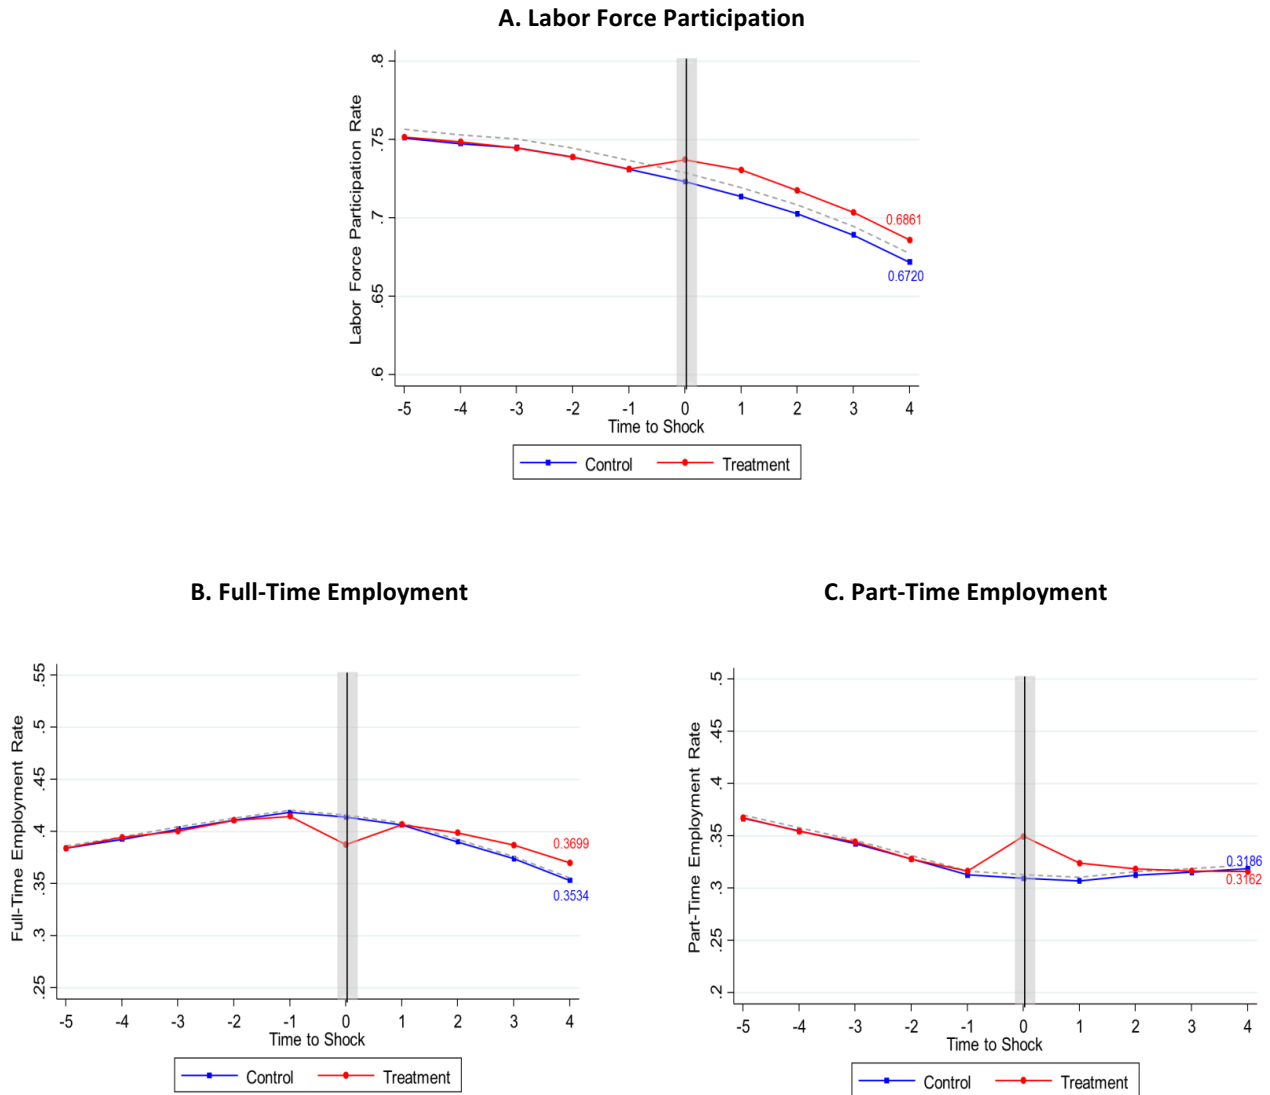 A. Labor Force Participation
Labor Force Participation Rate
.8
.75
.7
.65
.6
0.6861
0.6720
-5 -4 -3 -2 -1 0 1 2 3 4
Time to Shock
Control Treatment
B. Full-Time Employment
Full-Time Employment Rate
.55
.5
.45
.4
.35
.3
.25
0.3699
0.3534
-5 -4 -3 -2 -1 0 1 2 3 4
Time to Shock
Control Treatment
C. Part-Time Employment
Part-Time Employment Rate
.5
.45
.4
.35
.3
.25
.2
0.3186
0.3162
-5 -4 -3 -2 -1 0 1 2 3 4
Time to Shock
Control Treatment